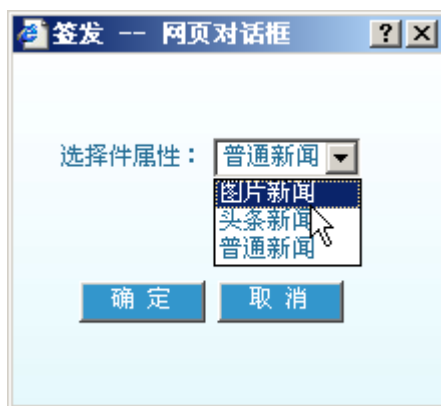 签发 -- 网页对话框
选择件属性： 普通新闻
图片新闻
头条新闻
普通新闻
确 定 取 消